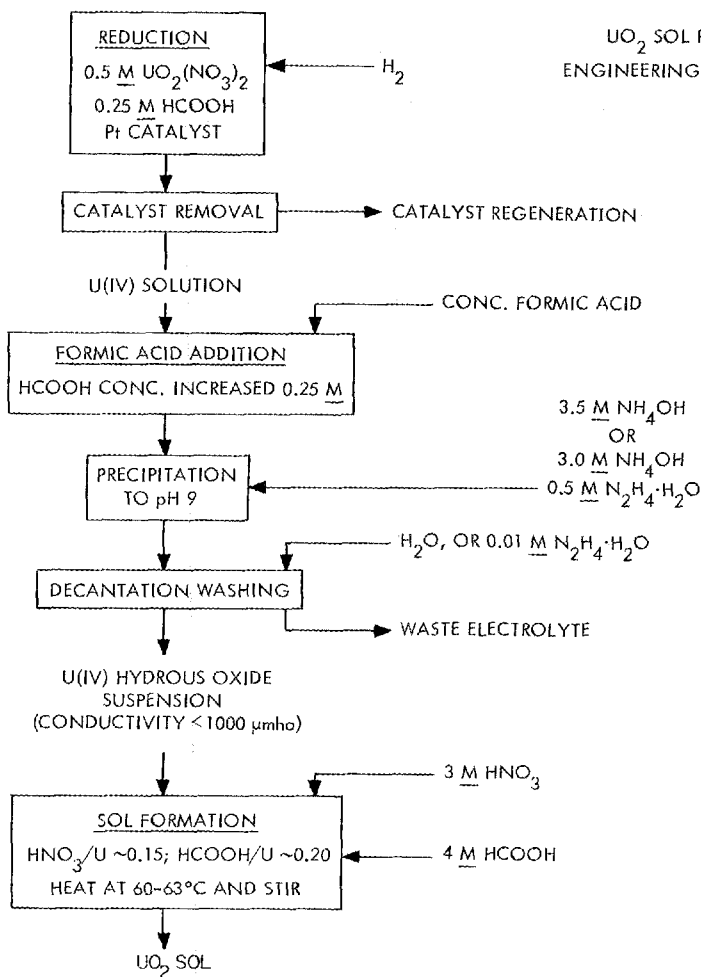 UO2 SOL F
ENGINEERING
REDUCTION
0.5 M UO2(NO3)2
0.25 M HCOOH
Pt CATALYST
H2
CATALYST REMOVAL
CATALYST REGENERATION
U(IV) SOLUTION
CONC. FORMIC ACID
FORMIC ACID ADDITION
HCOOH CONC. INCREASED 0.25 M
3.5 M NH4OH
OR
3.0 M NH4OH
0.5 M N2H4·H2O
PRECIPITATION
TO pH 9
H2O, OR 0.01 M N2H4·H2O
DECANTATION WASHING
WASTE ELECTROLYTE
U(IV) HYDROUS OXIDE
SUSPENSION
(CONDUCTIVITY <1000 μmho)
3 M HNO3
SOL FORMATION
HNO3/U ~0.15; HCOOH/U ~0.20
HEAT AT 60-63°C AND STIR
4 M HCOOH
UO2 SOL